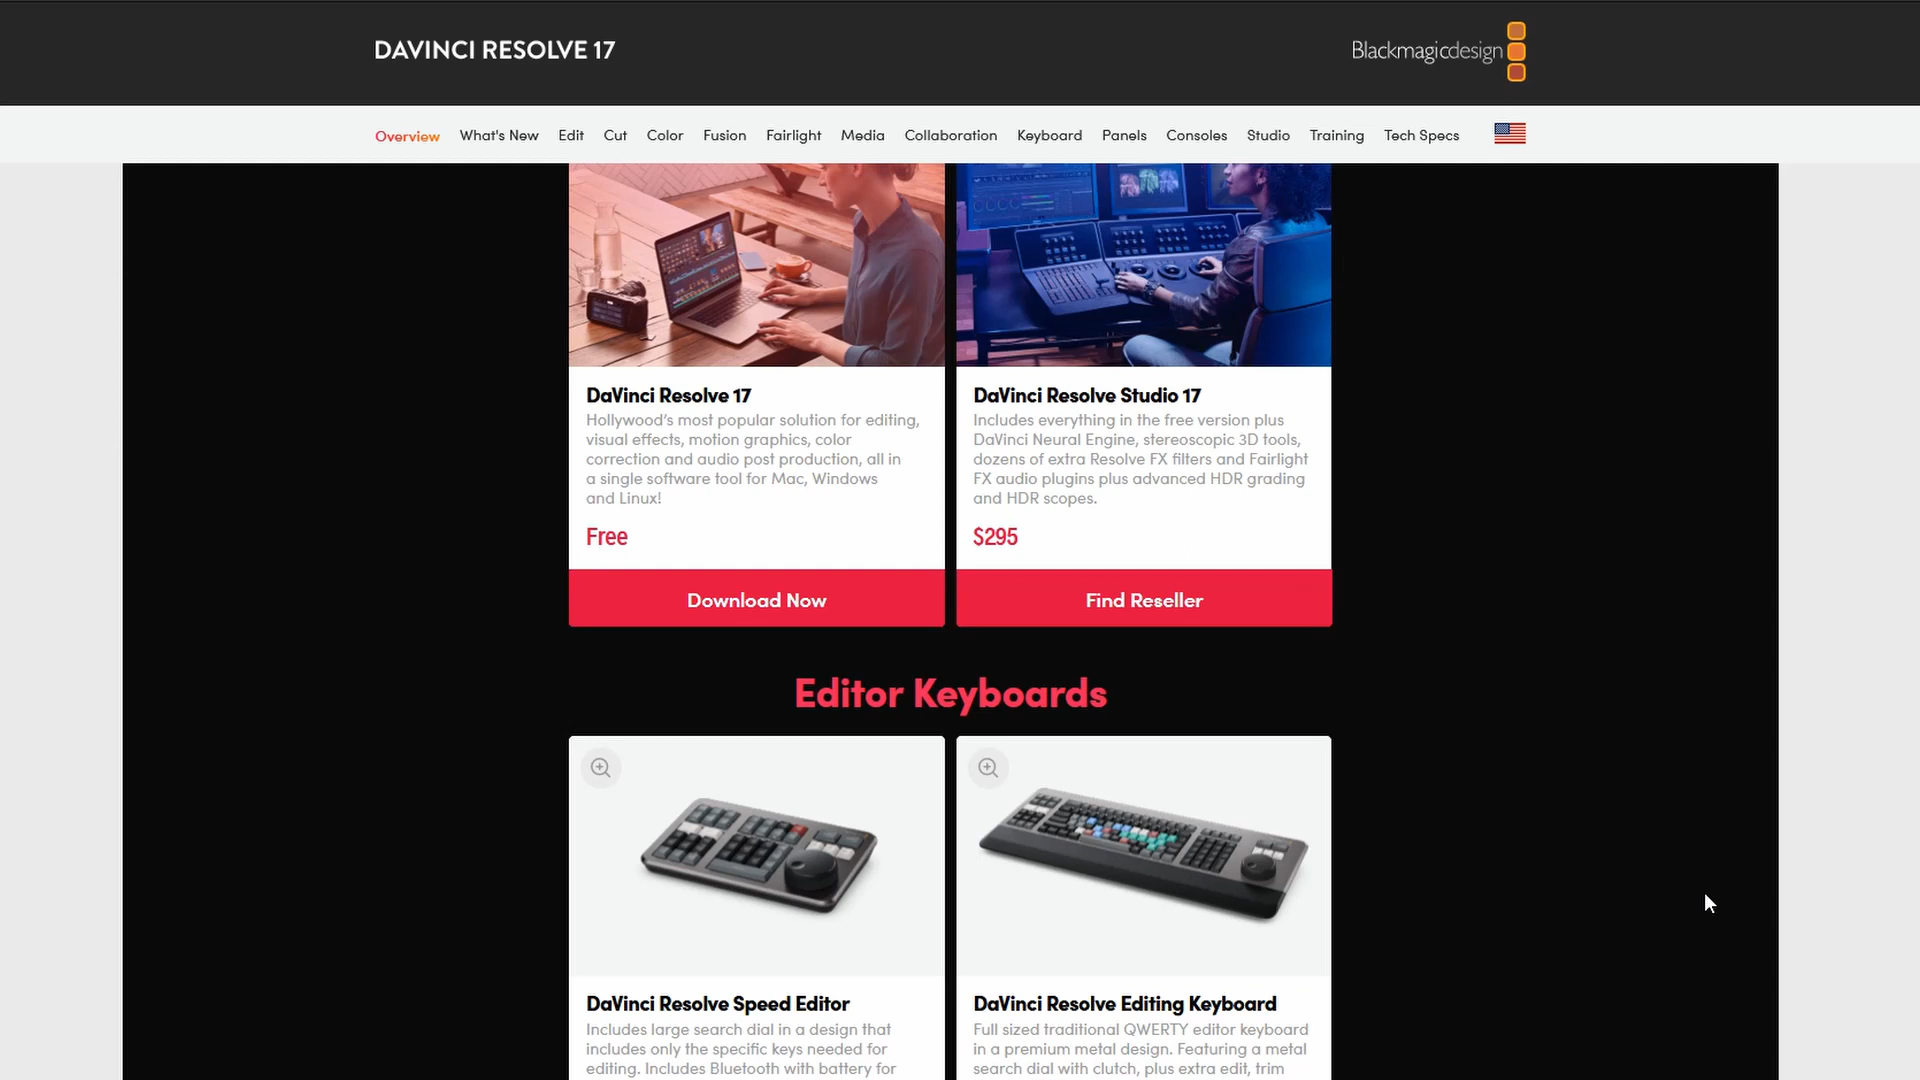 DAVINCI RESOLVE 17
Blackmagicdesign
Overview What's New Edit Cut Color Fusion Fairlight Media Collaboration Keyboard Panels Consoles Studio Training Tech Specs
DaVinci Resolve 17
Hollywood's most popular solution for editing,
visual effects, motion graphics, color
correction and audio post production, all in
a single software tool for Mac, Windows
and Linux!
Free
Download Now
DaVinci Resolve Studio 17
Includes everything in the free version plus
DaVinci Neural Engine, stereoscopic 3D tools,
dozens of extra Resolve FX filters and Fairlight
FX audio plugins plus advanced HDR grading
and HDR scopes.
$295
Find Reseller
Editor Keyboards
DaVinci Resolve Speed Editor
Includes large search dial in a design that
includes only the specific keys needed for
editing. Includes Bluetooth with battery for
DaVinci Resolve Editing Keyboard
Full sized traditional QWERTY editor keyboard
in a premium metal design. Featuring a metal
search dial with clutch, plus extra edit, trim